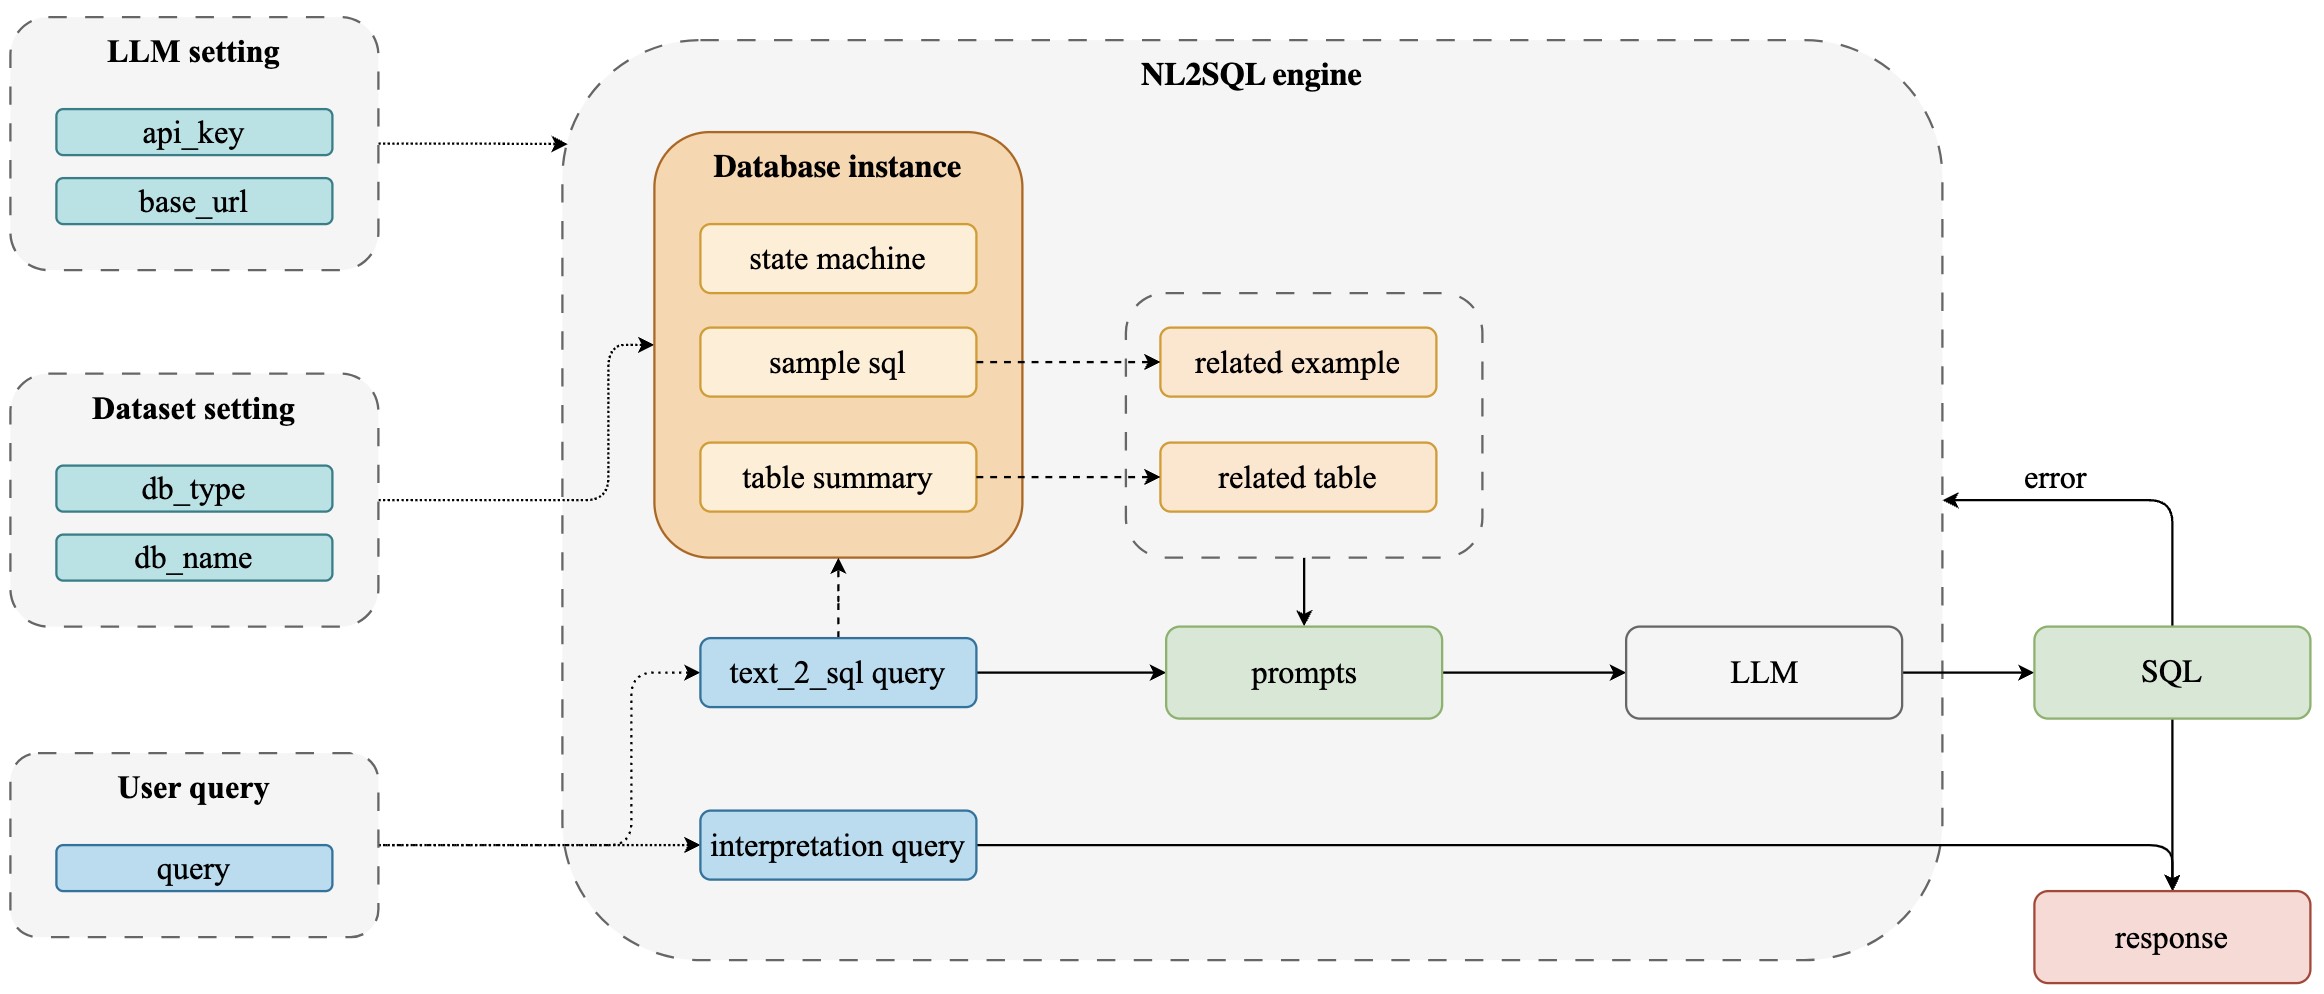 LLM setting
api_key
base_url
Dataset setting
db_type
db_name
User query
query
NL2SQL engine
Database instance
state machine
sample sql
table summary
related example
related table
text_2_sql query
prompts
LLM
interpretation query
error
SQL
response